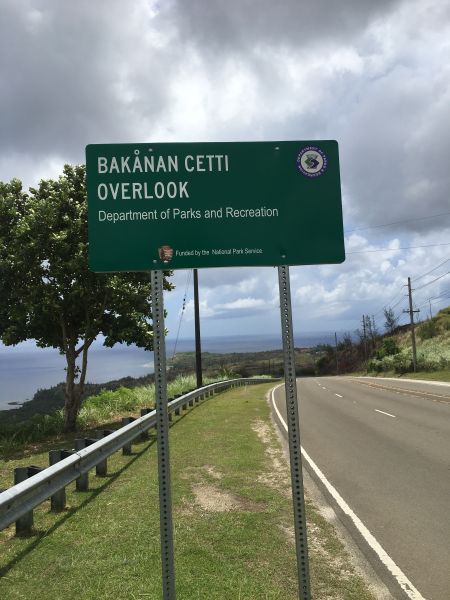 BAKÅNAN CETTI
OVERLOOK
Department of Parks and Recreation
Funded by the National Park Service